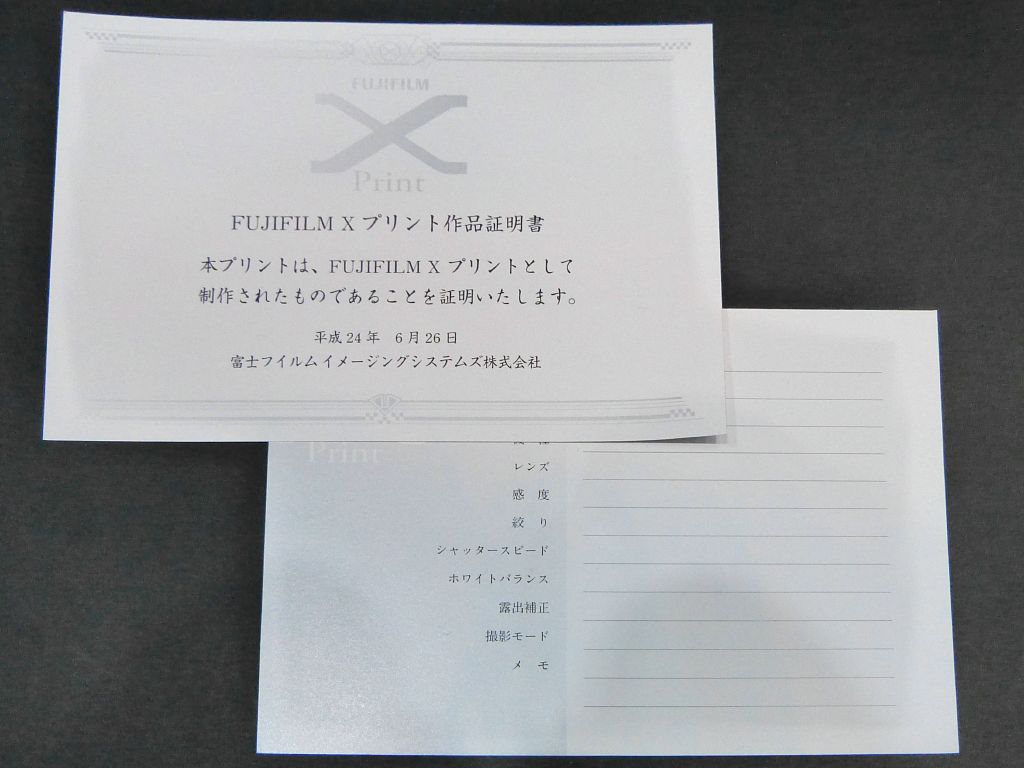 FUJIFILM
X
Print
FUJIFILM X プリント作品証明書
本プリントは、FUJIFILM X プリントとして
制作されたものであることを証明いたします。
平成 24 年 6 月 26 日
富士フイルムイメージングシステムズ株式会社
Print
レンズ
感 度
絞 り
シャッタースピード
ホワイトバランス
露出補正
撮影モード
メ モ